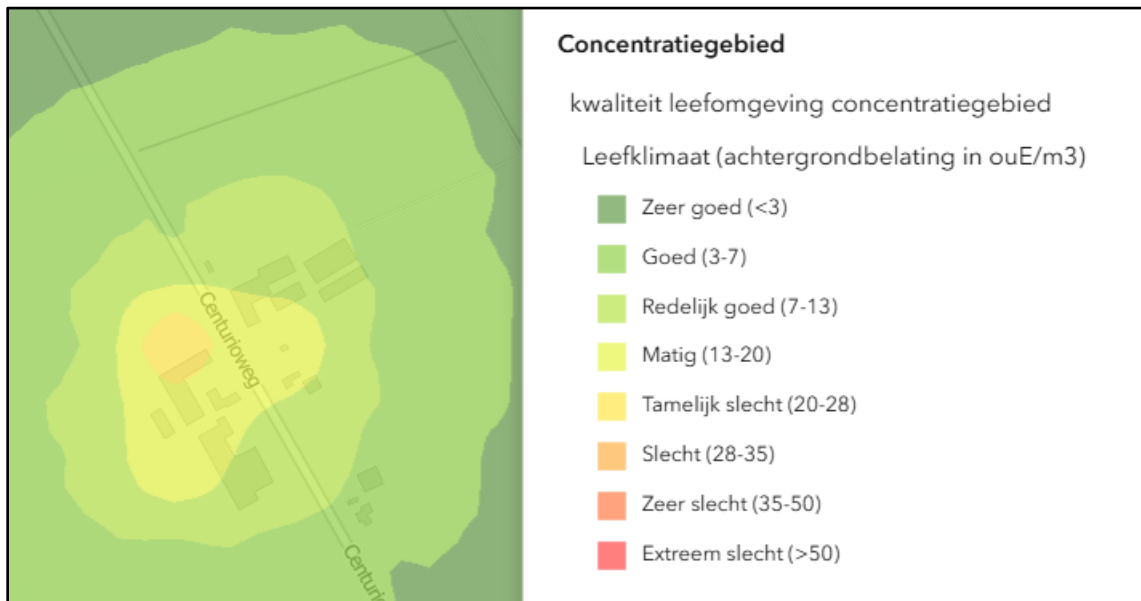 Concentratiegebied
kwaliteit leefomgeving concentratiegebied
Leefklimaat (achtergrondbelating in ouE/m3)
Zeer goed (<3)
Goed (3-7)
Redelijk goed (7-13)
Matig (13-20)
Tamelijk slecht (20-28)
Slecht (28-35)
Zeer slecht (35-50)
Extreem slecht (>50)
Centurioweg